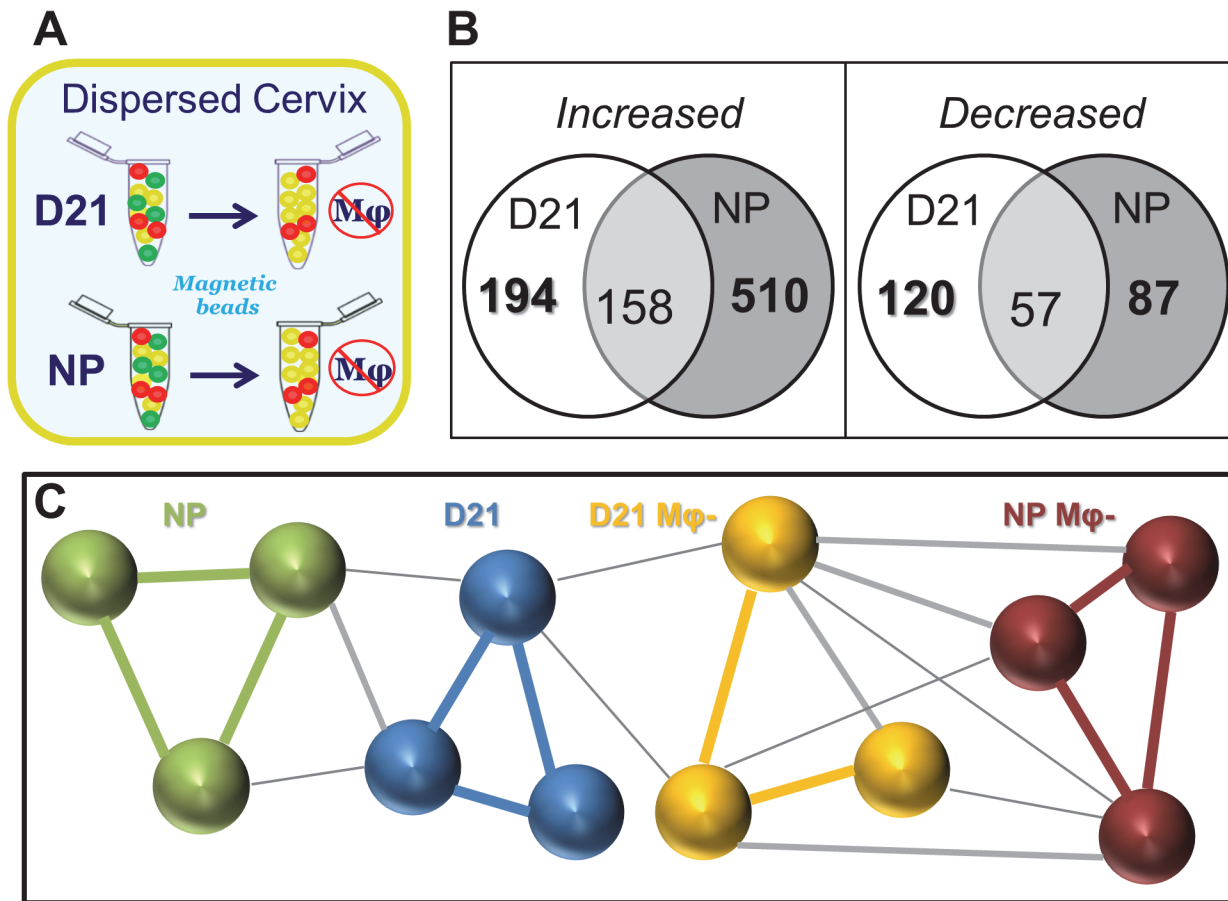 A
Dispersed Cervix
D21
Mφ
Magnetic
beads
NP
Mφ
B
Increased
D21
NP
194
158
510
Decreased
D21
NP
120
57
87
C
NP
D21
D21 Mφ-
NP Mφ-